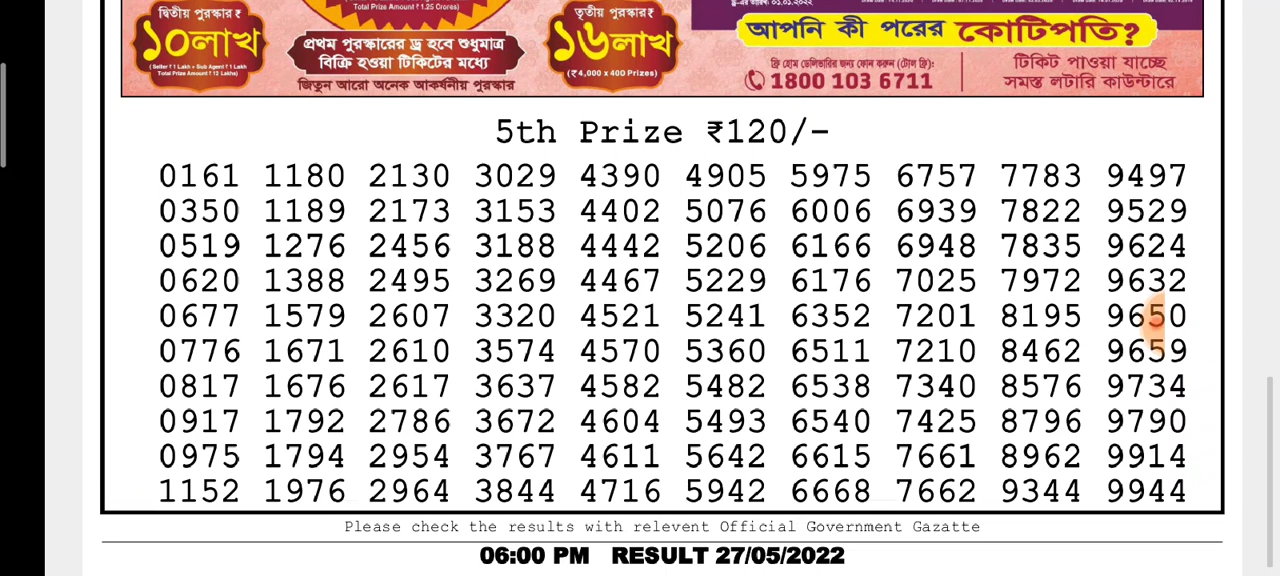 দ্বিতীয় পুরস্কার ₹
Total Prize Amount ₹ 1.25 Crores)
তৃতীয় পুরস্কার ₹
১০লাখ
(Seller ₹ 1 Lakh + Sub Agent ₹ 1 Lakh
Total Prize Amount ₹ 12 Lakhs)
প্রথম পুরস্কারের ড্র হবে শুধুমাত্র
বিক্রি হওয়া টিকিটের মধ্যে
জিতুন আরো অনেক আকর্ষনীয় পুরস্কার
১৬লাখ
(₹4,000 x 400 Prizes)
আপনি কী পরের কোটিপতি?
ফ্রি হোম ডেলিভারির জন্য ফোন করুন (টোল ফ্রি):
1800 103 6711
টিকিট পাওয়া যাচ্ছে
সমস্ত লটারি কাউন্টারে
5th Prize ₹120/-
0161 1180 2130 3029 4390 4905 5975 6757 7783 9497
0350 1189 2173 3153 4402 5076 6006 6939 7822 9529
0519 1276 2456 3188 4442 5206 6166 6948 7835 9624
0620 1388 2495 3269 4467 5229 6176 7025 7972 9632
0677 1579 2607 3320 4521 5241 6352 7201 8195 9650
0776 1671 2610 3574 4570 5360 6511 7210 8462 9659
0817 1676 2617 3637 4582 5482 6538 7340 8576 9734
0917 1792 2786 3672 4604 5493 6540 7425 8796 9790
0975 1794 2954 3767 4611 5642 6615 7661 8962 9914
1152 1976 2964 3844 4716 5942 6668 7662 9344 9944
Please check the results with relevent Official Government Gazatte
06:00 PM RESULT 27/05/2022